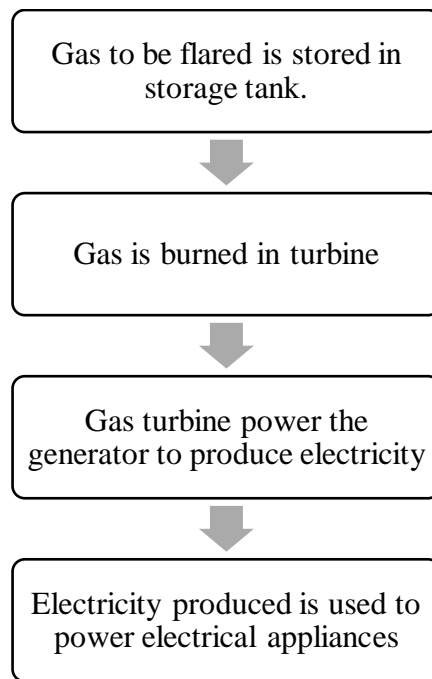 Gas to be flared is stored in
storage tank.
Gas is burned in turbine
Gas turbine power the
generator to produce electricity
Electricity produced is used to
power electrical appliances